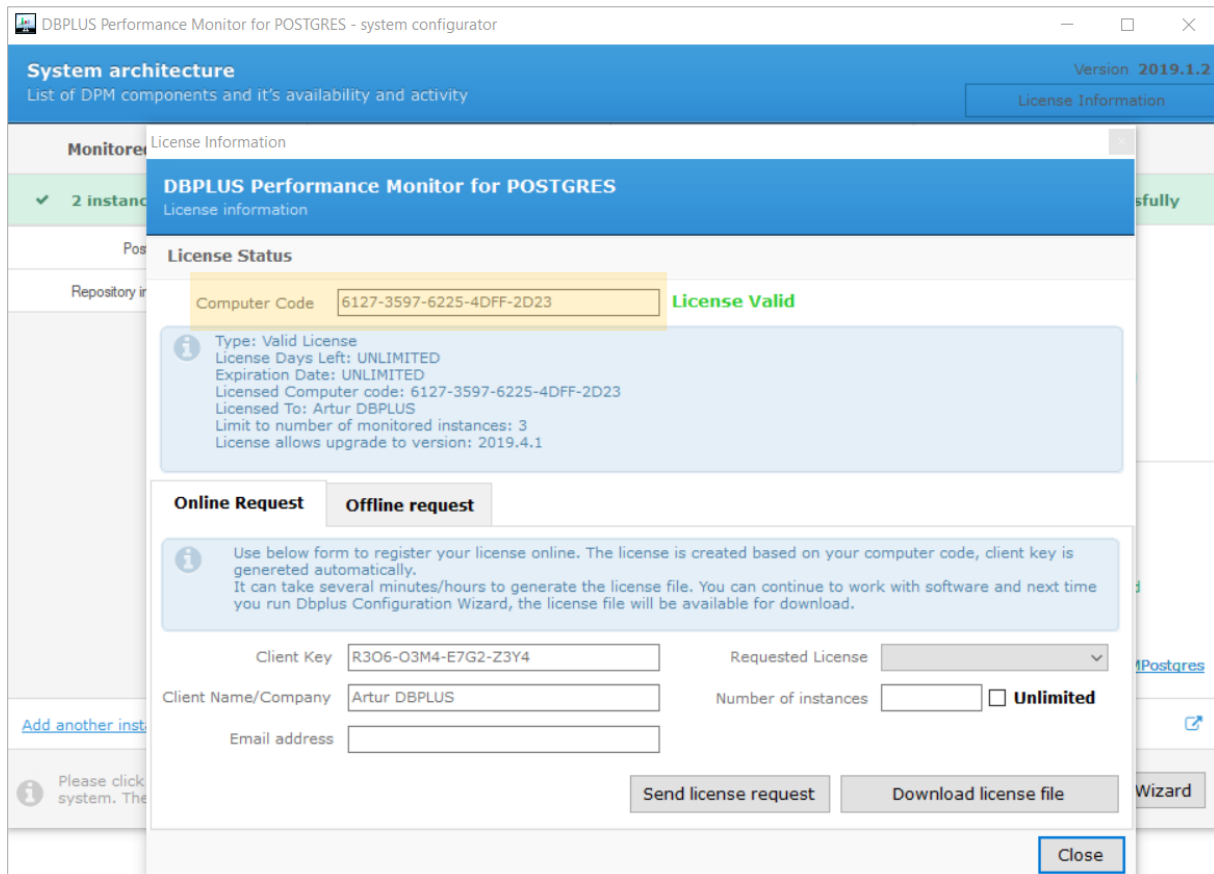 DBPLUS Performance Monitor for POSTGRES - system configurator
System architecture
Version 2019.1.2
List of DPM components and it's availability and activity
License Information
License Information
DBPLUS Performance Monitor for POSTGRES
License information
2 instanc
sfully
Pos
License Status
Repository in
Computer Code 6127-3597-6225-4DFF-2D23 License Valid
Type: Valid License
License Days Left: UNLIMITED
Expiration Date: UNLIMITED
Licensed Computer code: 6127-3597-6225-4DFF-2D23
Licensed To: Artur DBPLUS
Limit to number of monitored instances: 3
License allows upgrade to version: 2019.4.1
Online Request Offline request
Use below form to register your license online. The license is created based on your computer code, client key is
genereted automatically.
It can take several minutes/hours to generate the license file. You can continue to work with software and next time
you run Dbplus Configuration Wizard, the license file will be available for download.
Client Key R3O6-O3M4-E7G2-Z3Y4 Requested License
MPostgres
Client Name/Company Artur DBPLUS Number of instances Unlimited
Add another inst
Email address
Please click
system. The
Send license request Download license file
Wizard
Close